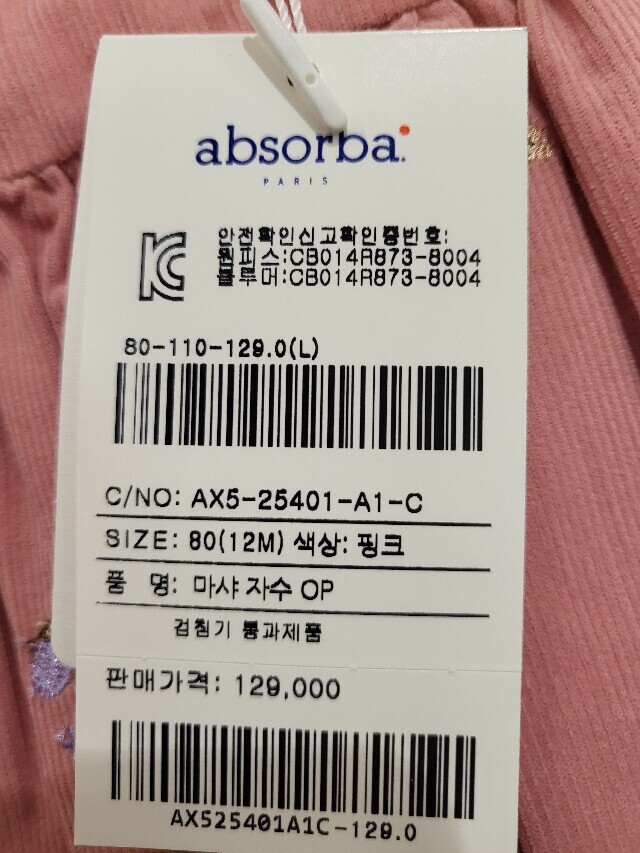 absorba.
PARIS
안전확인신고확인증번호:
원피스:CB014R873-8004
블루머:CB014R873-8004
80-110-129.0(L)
C/NO: AX5-25401-A1-C
SIZE: 80(12M) 색상: 핑크
품 명: 마샤 자수 OP
검침기 통과제품
판매가격: 129,000
AX525401A1C-129.0